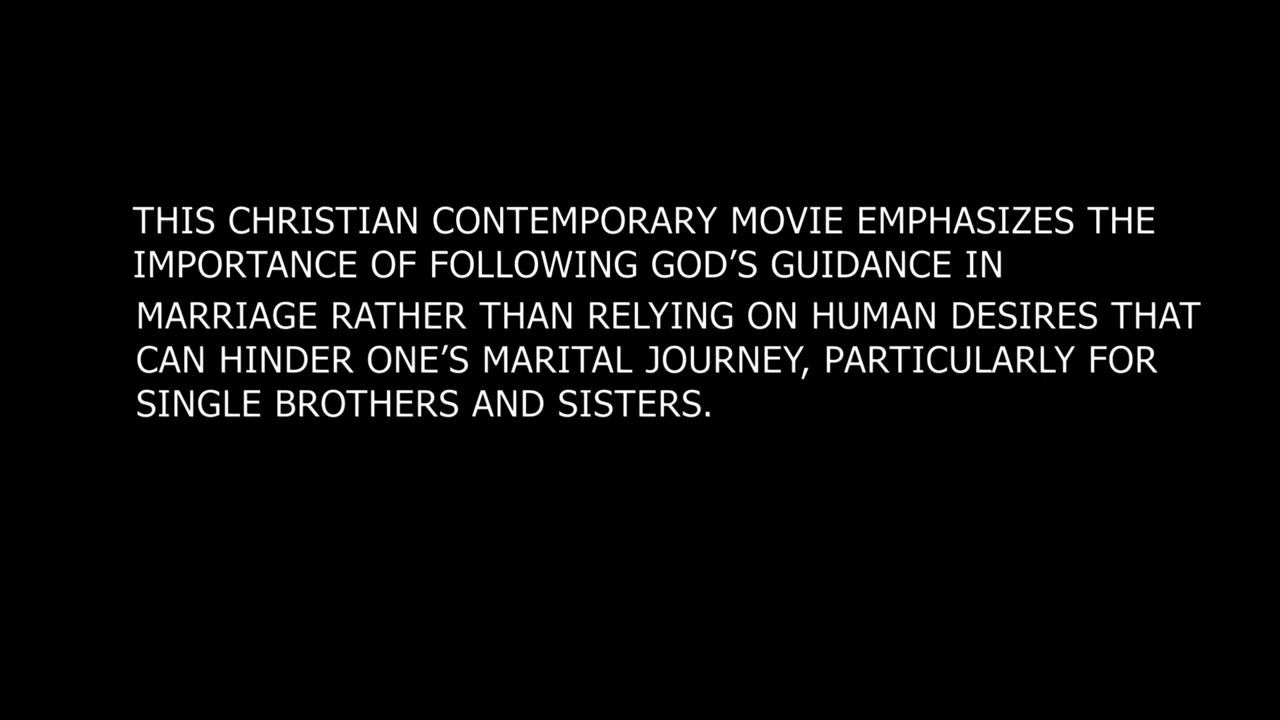 THIS CHRISTIAN CONTEMPORARY MOVIE EMPHASIZES THE
IMPORTANCE OF FOLLOWING GOD’S GUIDANCE IN
MARRIAGE RATHER THAN RELYING ON HUMAN DESIRES THAT
CAN HINDER ONE’S MARITAL JOURNEY, PARTICULARLY FOR
SINGLE BROTHERS AND SISTERS.